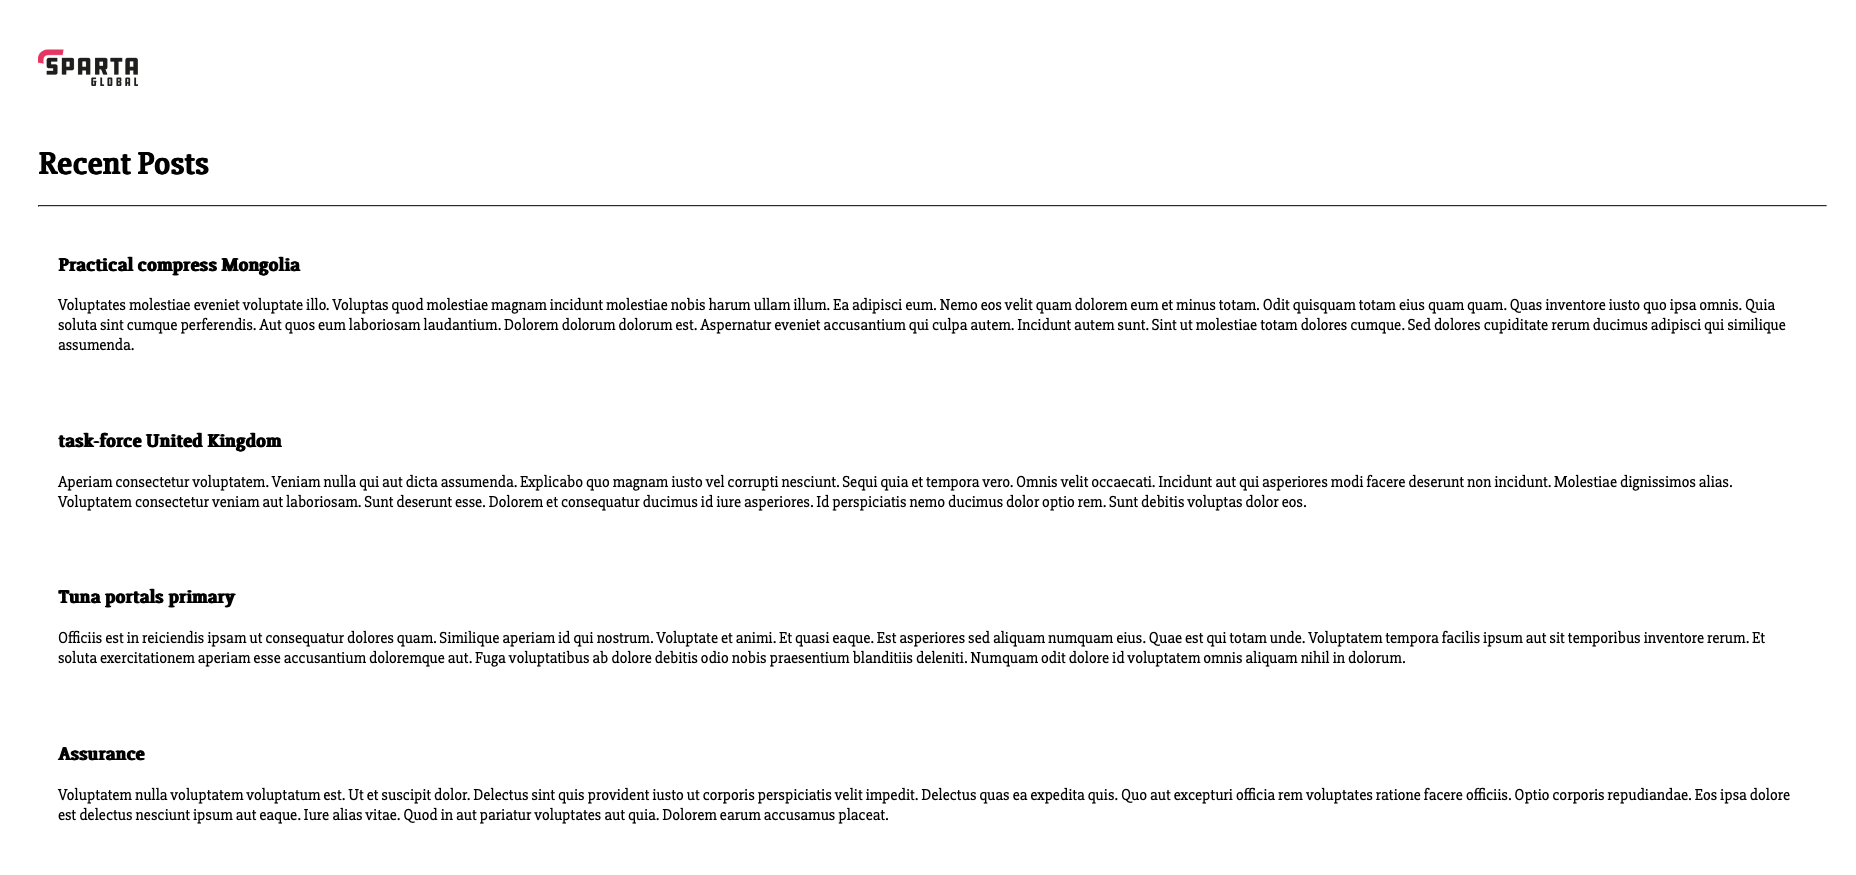 SPARTA
GLOBAL
Recent Posts
Practical compress Mongolia
Voluptates molestiae eveniet voluptate illo. Voluptas quod molestiae magnam incidunt molestiae nobis harum ullam illum. Ea adipisci eum. Nemo eos velit quam dolorem eum et minus totam. Odit quisquam totam eius quam quam. Quas inventore iusto quo ipsa omnis. Quia
soluta sint cumque perferendis. Aut quos eum laboriosam laudantium. Dolorem dolorum dolorum est. Aspernatur eveniet accusantium qui culpa autem. Incidunt autem sunt. Sint ut molestiae totam dolores cumque. Sed dolores cupiditate rerum ducimus adipisci qui similique
assumenda.
task-force United Kingdom
Aperiam consectetur voluptatem. Veniam nulla qui aut dicta assumenda. Explicabo quo magnam iusto vel corrupti nesciunt. Sequi quia et tempora vero. Omnis velit occaecati. Incidunt aut qui asperiores modi facere deserunt non incidunt. Molestiae dignissimos alias.
Voluptatem consectetur veniam aut laboriosam. Sunt deserunt esse. Dolorem et consequatur ducimus id iure asperiores. Id perspiciatis nemo ducimus dolor optio rem. Sunt debitis voluptas dolor eos.
Tuna portals primary
Officiis est in reiciendis ipsam ut consequatur dolores quam. Similique aperiam id qui nostrum. Voluptate et animi. Et quasi eaque. Est asperiores sed aliquam numquam eius. Quae est qui totam unde. Voluptatem tempora facilis ipsum aut sit temporibus inventore rerum. Et
soluta exercitationem aperiam esse accusantium doloremque aut. Fuga voluptatibus ab dolore debitis odio nobis praesentium blanditiis deleniti. Numquam odit dolore id voluptatem omnis aliquam nihil in dolorum.
Assurance
Voluptatem nulla voluptatem voluptatum est. Ut et suscipit dolor. Delectus sint quis provident iusto ut corporis perspiciatis velit impedit. Delectus quas ea expedita quis. Quo aut excepturi officia rem voluptates ratione facere officiis. Optio corporis repudiandae. Eos ipsa dolore
est delectus nesciunt ipsum aut eaque. Iure alias vitae. Quod in aut pariatur voluptates aut quia. Dolorem earum accusamus placeat.